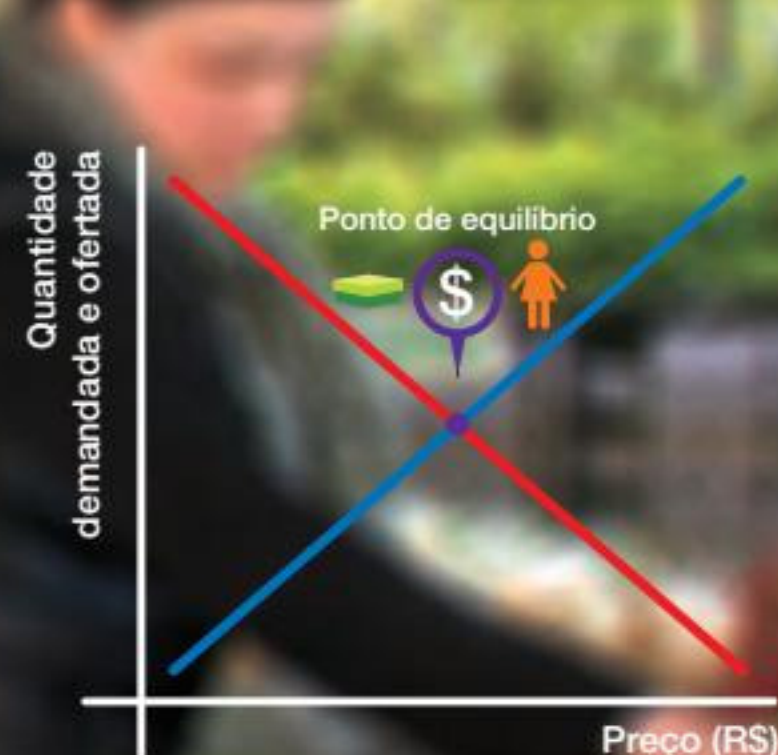 Quantidade
demandada e ofertada
Ponto de equilíbrio
$
Preço (R$)